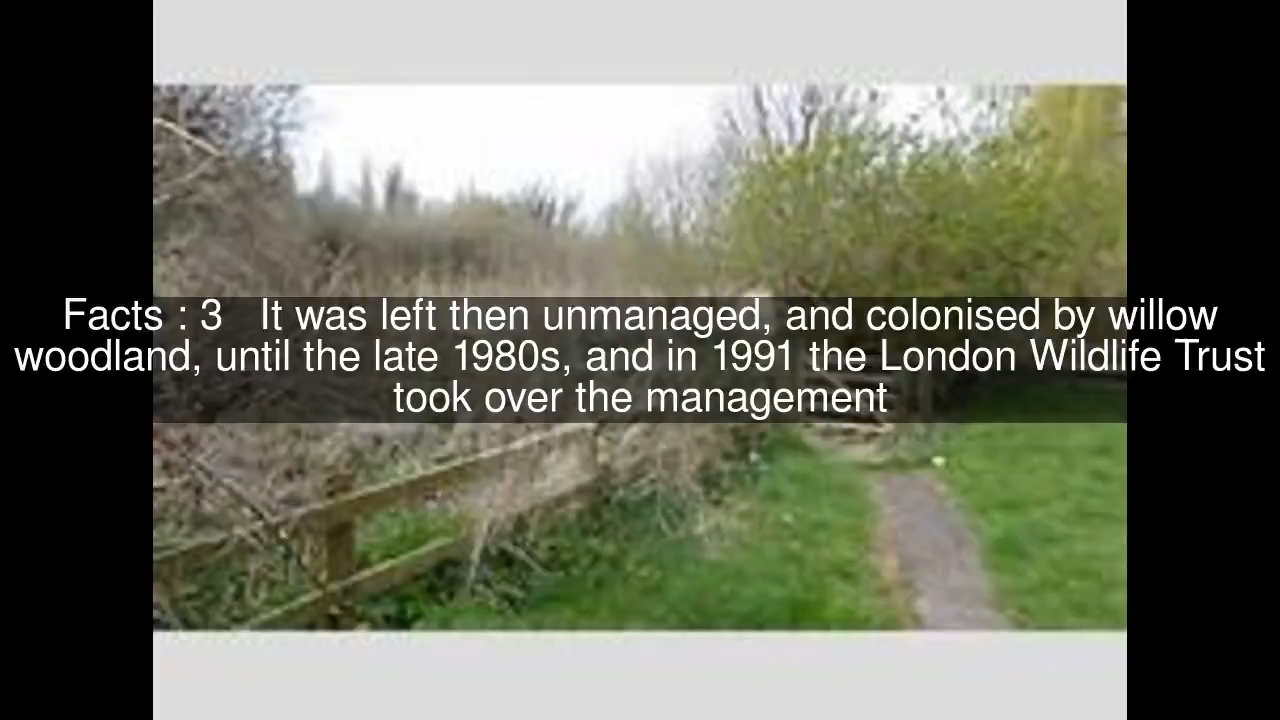 Facts : 3 It was left then unmanaged, and colonised by willow
woodland, until the late 1980s, and in 1991 the London Wildlife Trust
took over the management